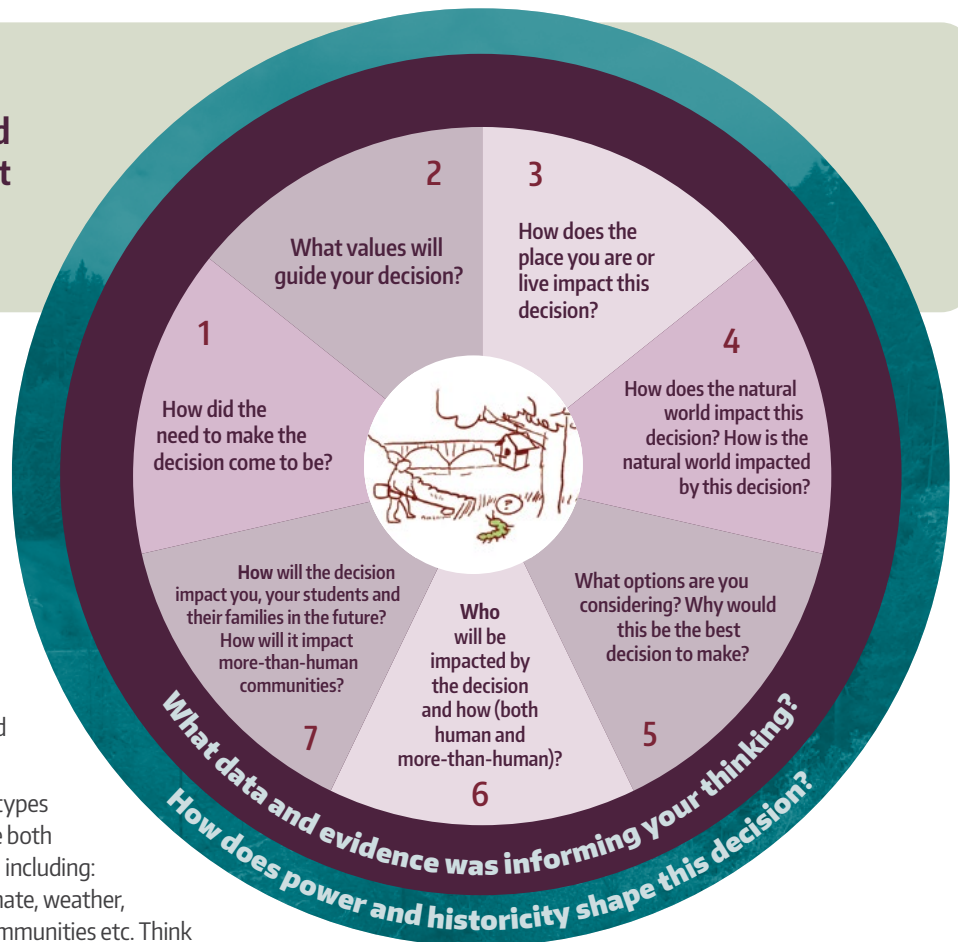 d
t
1
How did the
need to make the
decision come to be?
2
What values will
guide your decision?
3
How does the
place you are or
live impact this
decision?
4
How does the natural
world impact this
decision? How is the
natural world impacted
by this decision?
What options are you
considering? Why would
this be the best
decision to make?
5
Who
will be
impacted by
the decision
and how (both
human and
more-than-human)?
6
How will the decision
impact you, your students and
their families in the future?
How will it impact
more-than-human
communities?
7
?
What data and evidence was informing your thinking?
How does power and historicity shape this decision?
d
types
e both
including:
nate, weather,
mmunities etc. Think